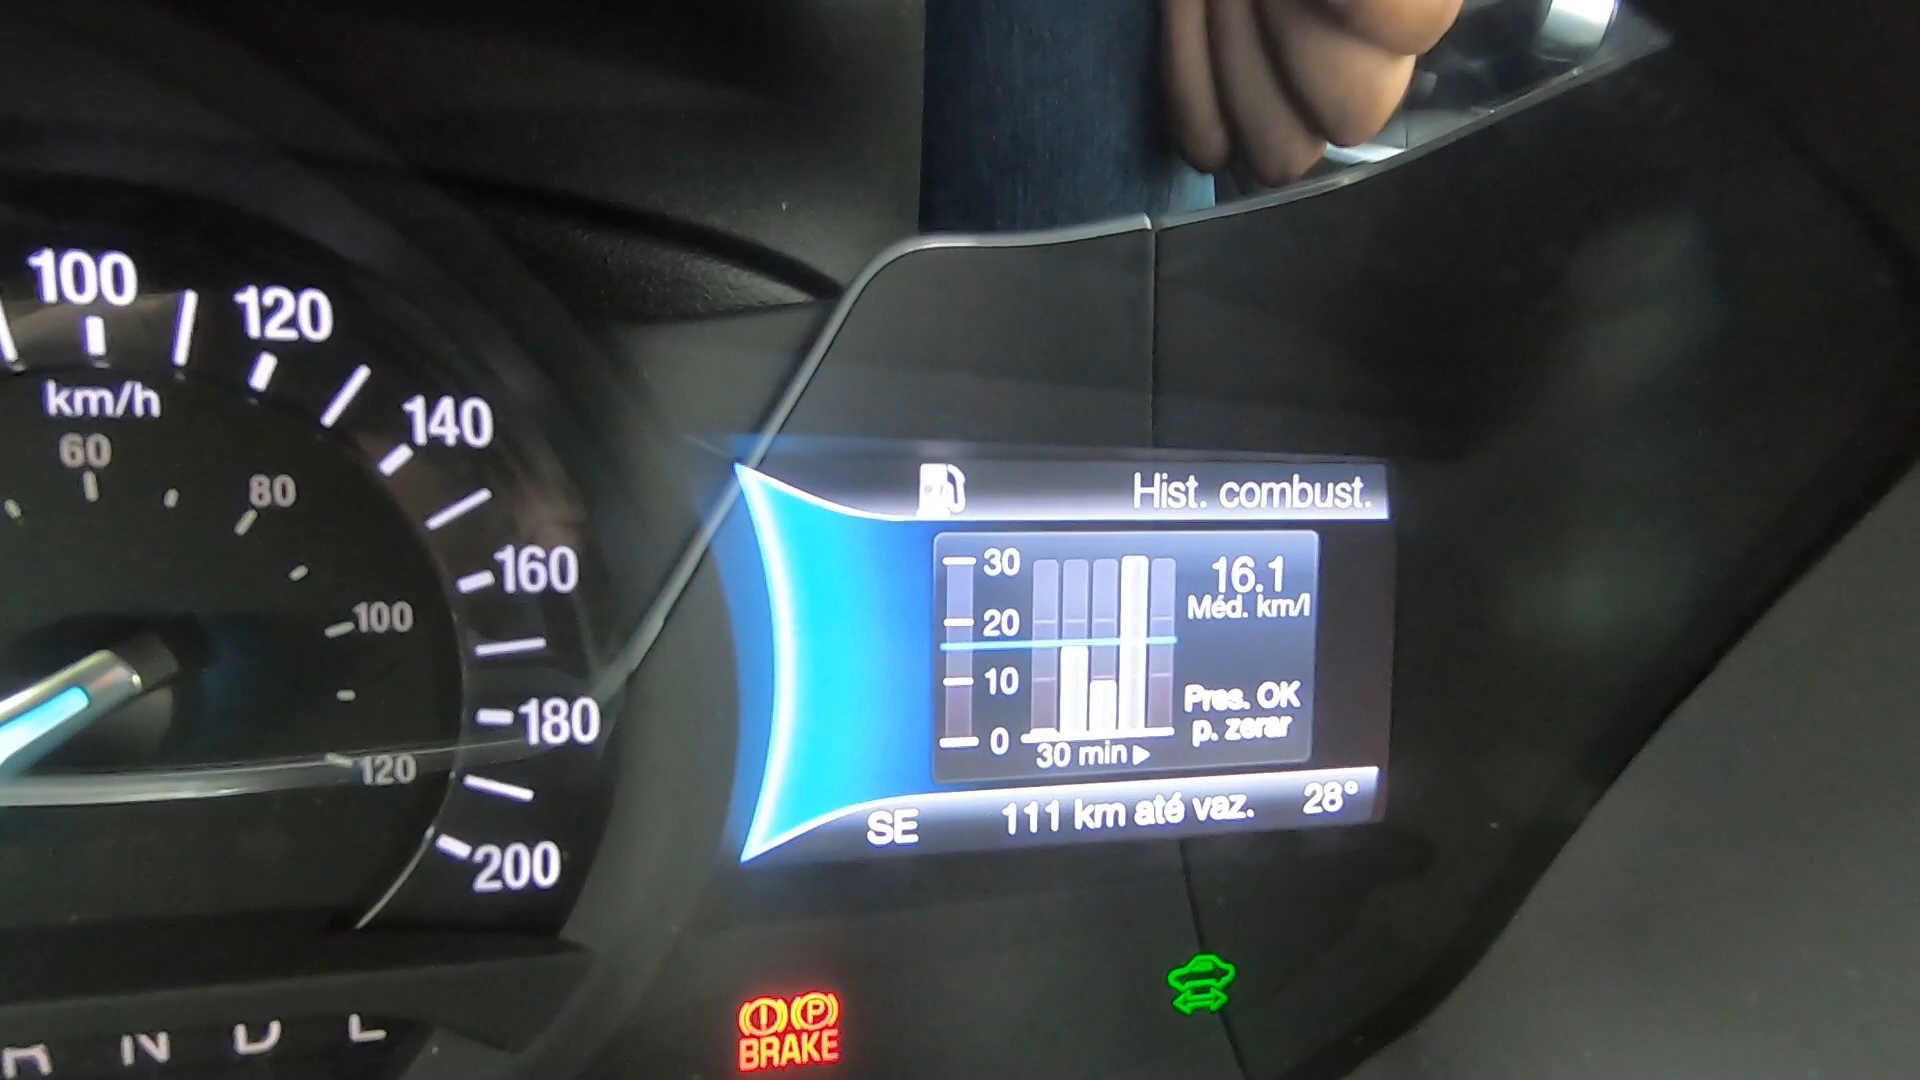 100
120
140
160
180
200
km/h
60
80
100
120
Hist. combust.
30
20
10
0
30 min
16.1
Méd. km/l
Pres. OK
p. zerar
SE
111 km até vaz.
28°
N D L
P
BRAKE